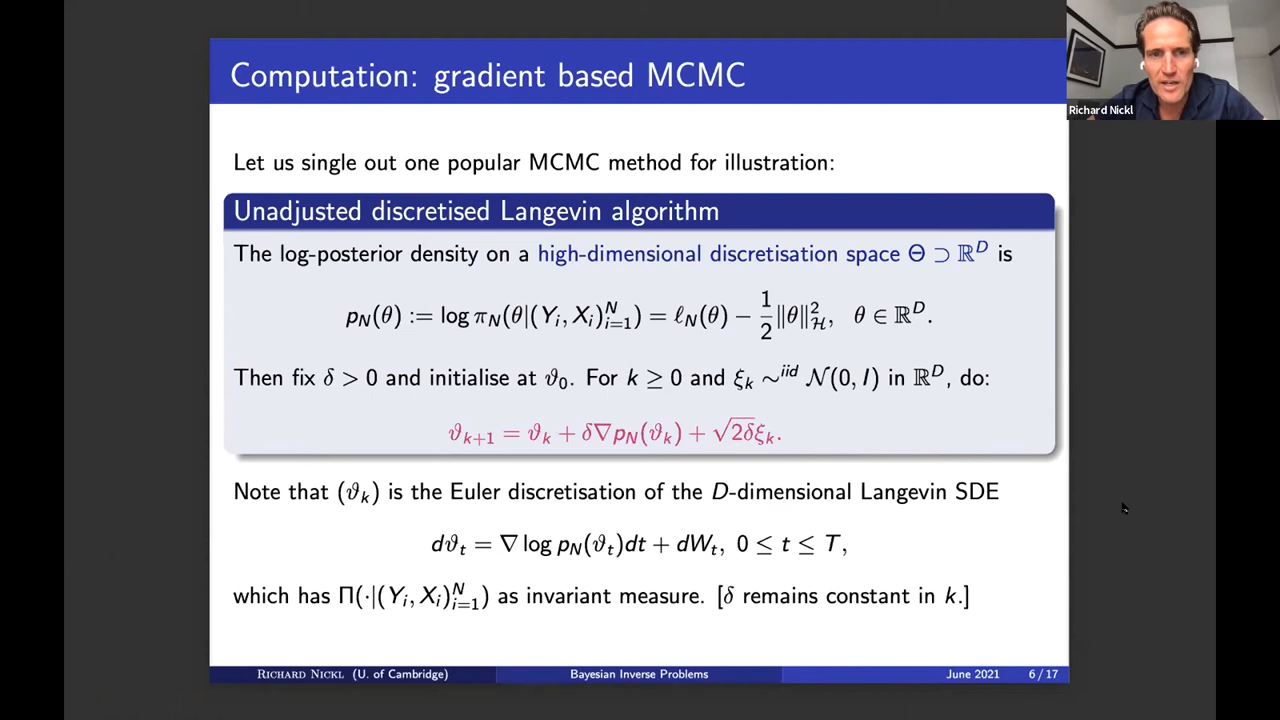 Computation: gradient based MCMC
Richard Nickl
Let us single out one popular MCMC method for illustration:
Unadjusted discretised Langevin algorithm
The log-posterior density on a high-dimensional discretisation space Θ ⊃ ℝ^D is
p_N(θ) := log π_N(θ|(Y_i, X_i)_{i=1}^N) = ℓ_N(θ) − 1/2 ‖θ‖²_ℋ, θ ∈ ℝ^D.
Then fix δ > 0 and initialise at ϑ_0. For k ≥ 0 and ξ_k ∼^{iid} 𝒩(0, I) in ℝ^D, do:
ϑ_{k+1} = ϑ_k + δ∇p_N(ϑ_k) + √2δ ξ_k.
Note that (ϑ_k) is the Euler discretisation of the D-dimensional Langevin SDE
dϑ_t = ∇ log p_N(ϑ_t)dt + dW_t, 0 ≤ t ≤ T,
which has Π(·|(Y_i, X_i)_{i=1}^N) as invariant measure. [δ remains constant in k.]
RICHARD NICKL (U. of Cambridge) Bayesian Inverse Problems June 2021 6 / 17